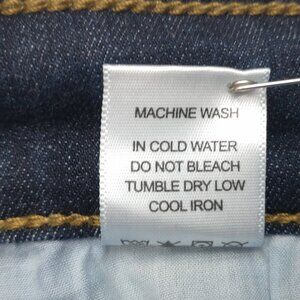 MACHINE WASH
IN COLD WATER
DO NOT BLEACH
TUMBLE DRY LOW
COOL IRON